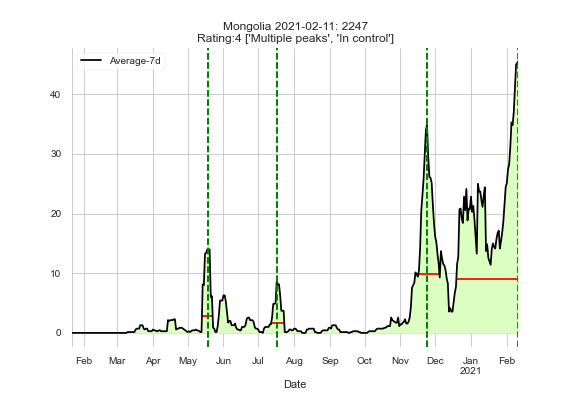 Mongolia 2021-02-11: 2247
Rating:4 ['Multiple peaks', 'In control']
Average-7d
40
30
20
10
0
Feb Mar Apr May Jun Jul Aug Sep Oct Nov Dec Jan Feb
2021
Date